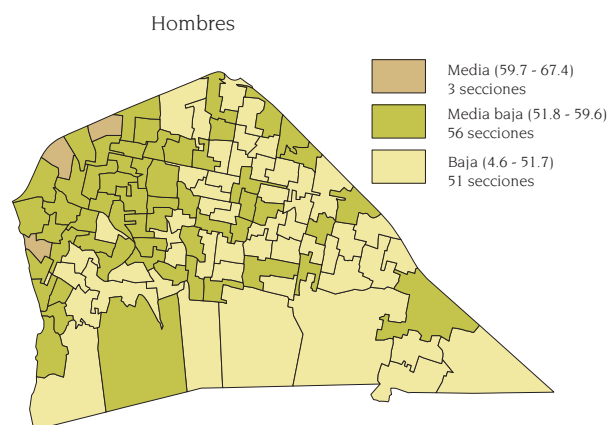 Hombres
Media (59.7 - 67.4)
3 secciones
Media baja (51.8 - 59.6)
56 secciones
Baja (4.6 - 51.7)
51 secciones